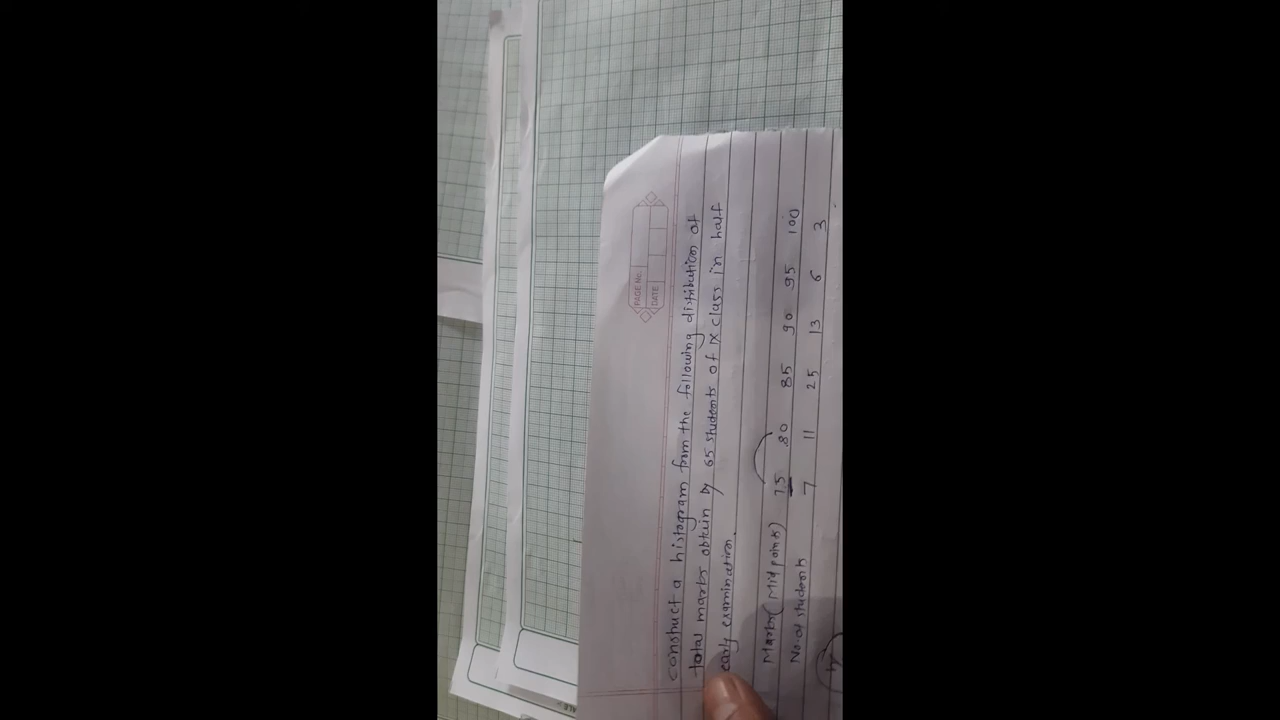 PAGE No.
DATE
construct a histagram from the following distribution of
total marks obtain by 65 students of IX class in half
early examination.
Marks (Mid points) 75 80 85 90 95 100
No. of students 7 11 25 13 6 3
ALE :-